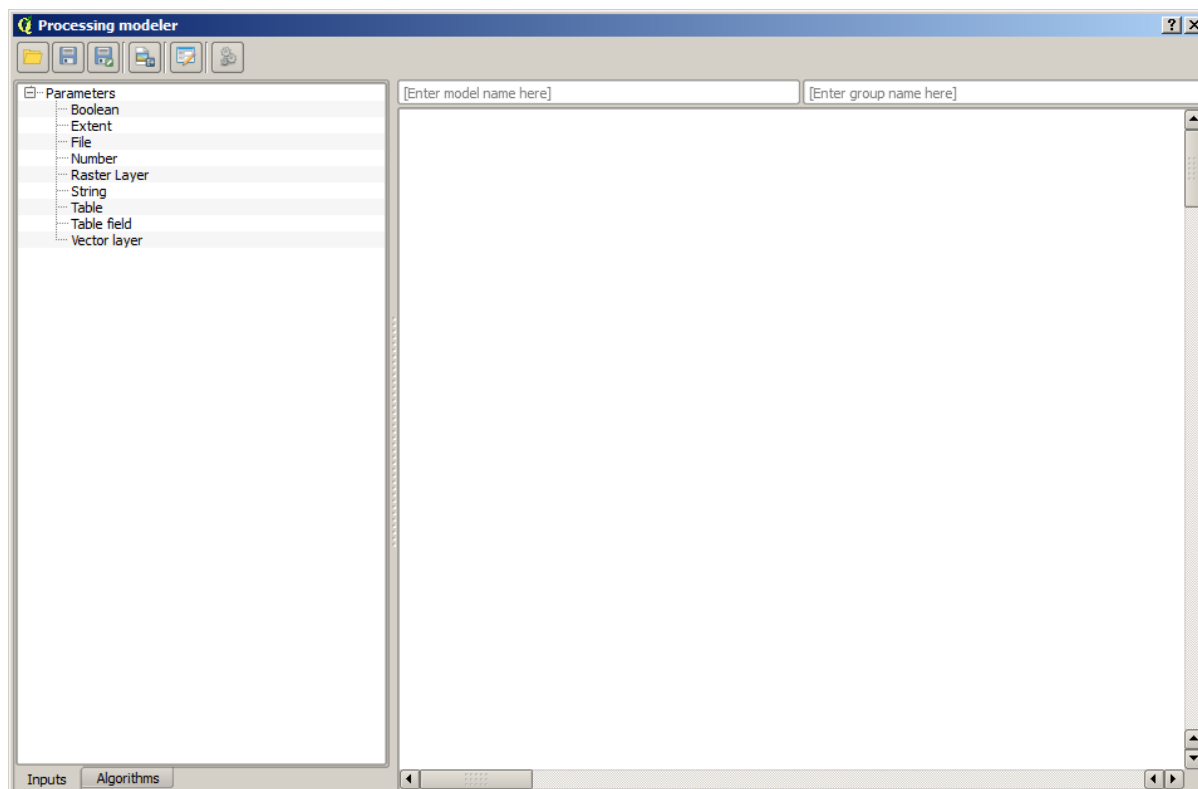 Processing modeler
[Enter model name here] [Enter group name here]
Parameters
Boolean
Extent
File
Number
Raster Layer
String
Table
Table field
Vector layer
Inputs Algorithms